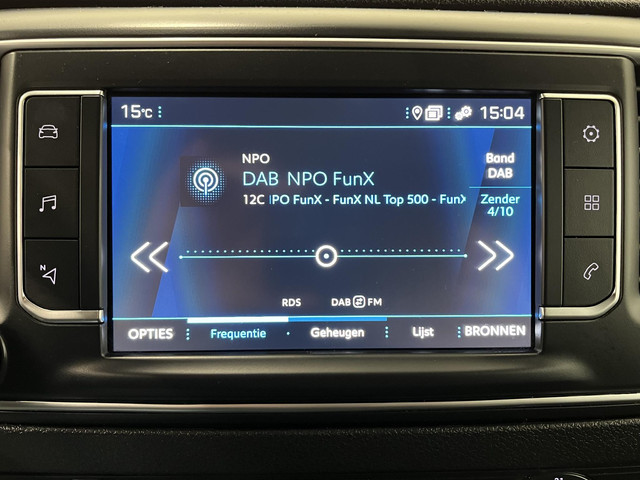 15°C
15:04
NPO
DAB NPO FunX
12C IPO FunX - FunX NL Top 500 - FunX
Band
DAB
Zender
4/10
N
RDS
DAB FM
OPTIES Frequentie Geheugen Lijst BRONNEN